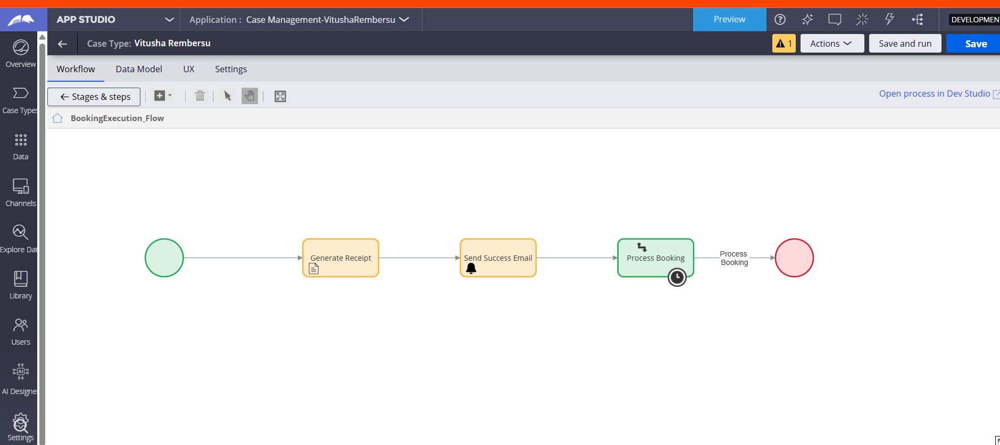 APP STUDIO
Application : Case Management-VitushaRembersu
Preview
DEVELOPMEN
Case Type: Vitusha Rembersu
1
Actions
Save and run
Save
Workflow
Data Model
UX
Settings
Stages & steps
Open process in Dev Studio
BookingExecution_Flow
Overview
Case Types
Data
Channels
Explore Dat
Library
Users
AI
AI Designe
Settings
Generate Receipt
Send Success Email
Process Booking
Process
Booking